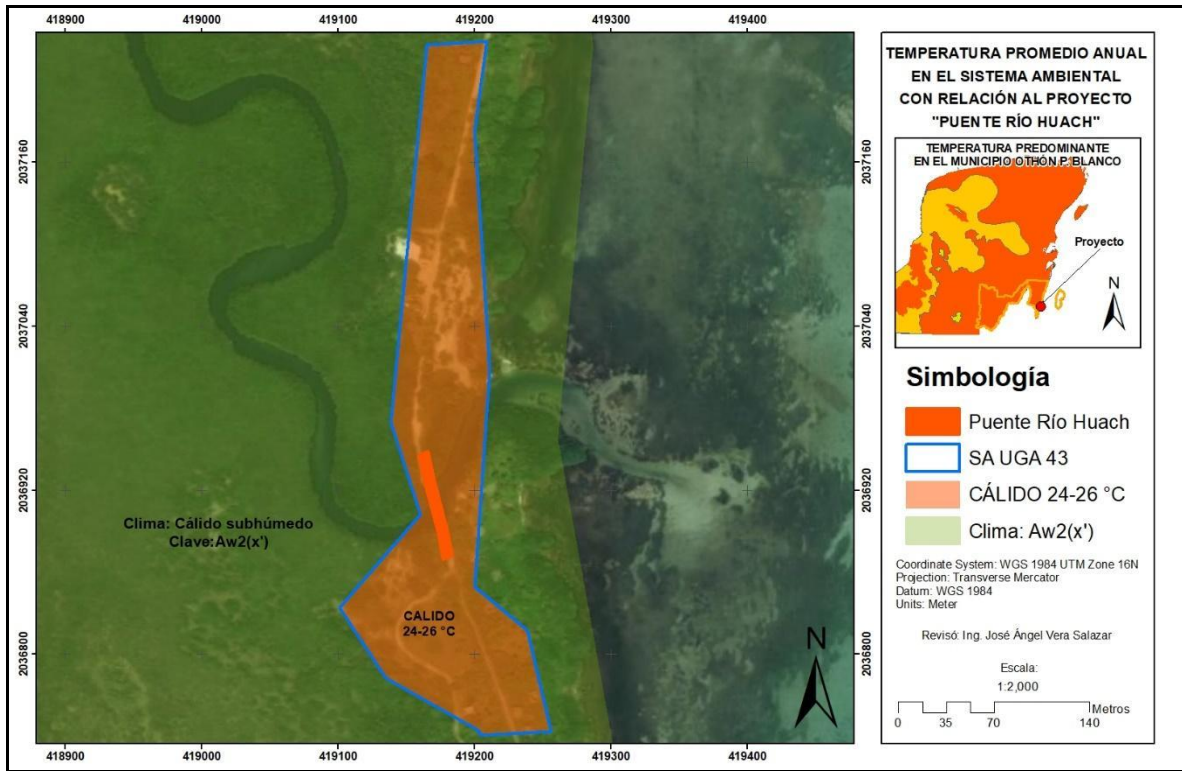 418900 419000 419100 419200 419300 419400
2037160 2037160
2037040 2037040
2036920 2036920
2036800 2036800
418900 419000 419100 419200 419300 419400
Clima: Cálido subhúmedo
Clave:Aw2(x')
CALIDO
24-26 °C
N
TEMPERATURA PROMEDIO ANUAL
EN EL SISTEMA AMBIENTAL
CON RELACIÓN AL PROYECTO
"PUENTE RÍO HUACH"
TEMPERATURA PREDOMINANTE
EN EL MUNICIPIO OTHÓN P. BLANCO
Proyecto
N
Simbología
Puente Río Huach
SA UGA 43
CÁLIDO 24-26 °C
Clima: Aw2(x')
Coordinate System: WGS 1984 UTM Zone 16N
Projection: Transverse Mercator
Datum: WGS 1984
Units: Meter
Revisó: Ing. José Ángel Vera Salazar
Escala:
1:2,000
Metros
0 35 70 140